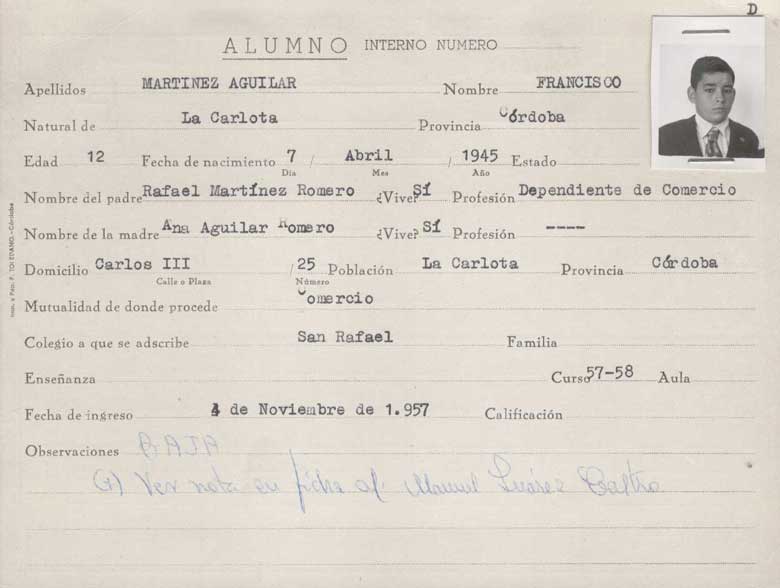 D
ALUMNO INTERNO NUMERO
Apellidos MARTINEZ AGUILAR Nombre FRANCISCO
Natural de La Carlota Provincia Córdoba
Edad 12 Fecha de nacimiento 7 / Abril / 1945 Estado
Día Mes Año
Nombre del padre Rafael Martínez Romero ¿Vive? Sí Profesión Dependiente de Comercio
Nombre de la madre Ana Aguilar Romero ¿Vive? Sí Profesión ----
Domicilio Carlos III / 25 Población La Carlota Provincia Córdoba
Calle o Plaza Número
Mutualidad de donde procede Comercio
Colegio a que se adscribe San Rafael Familia
Enseñanza Curso 57-58 Aula
Fecha de ingreso 4 de Noviembre de 1.957 Calificación
Observaciones BAJA
Ver nota en ficha al. Manuel Suárez Castro